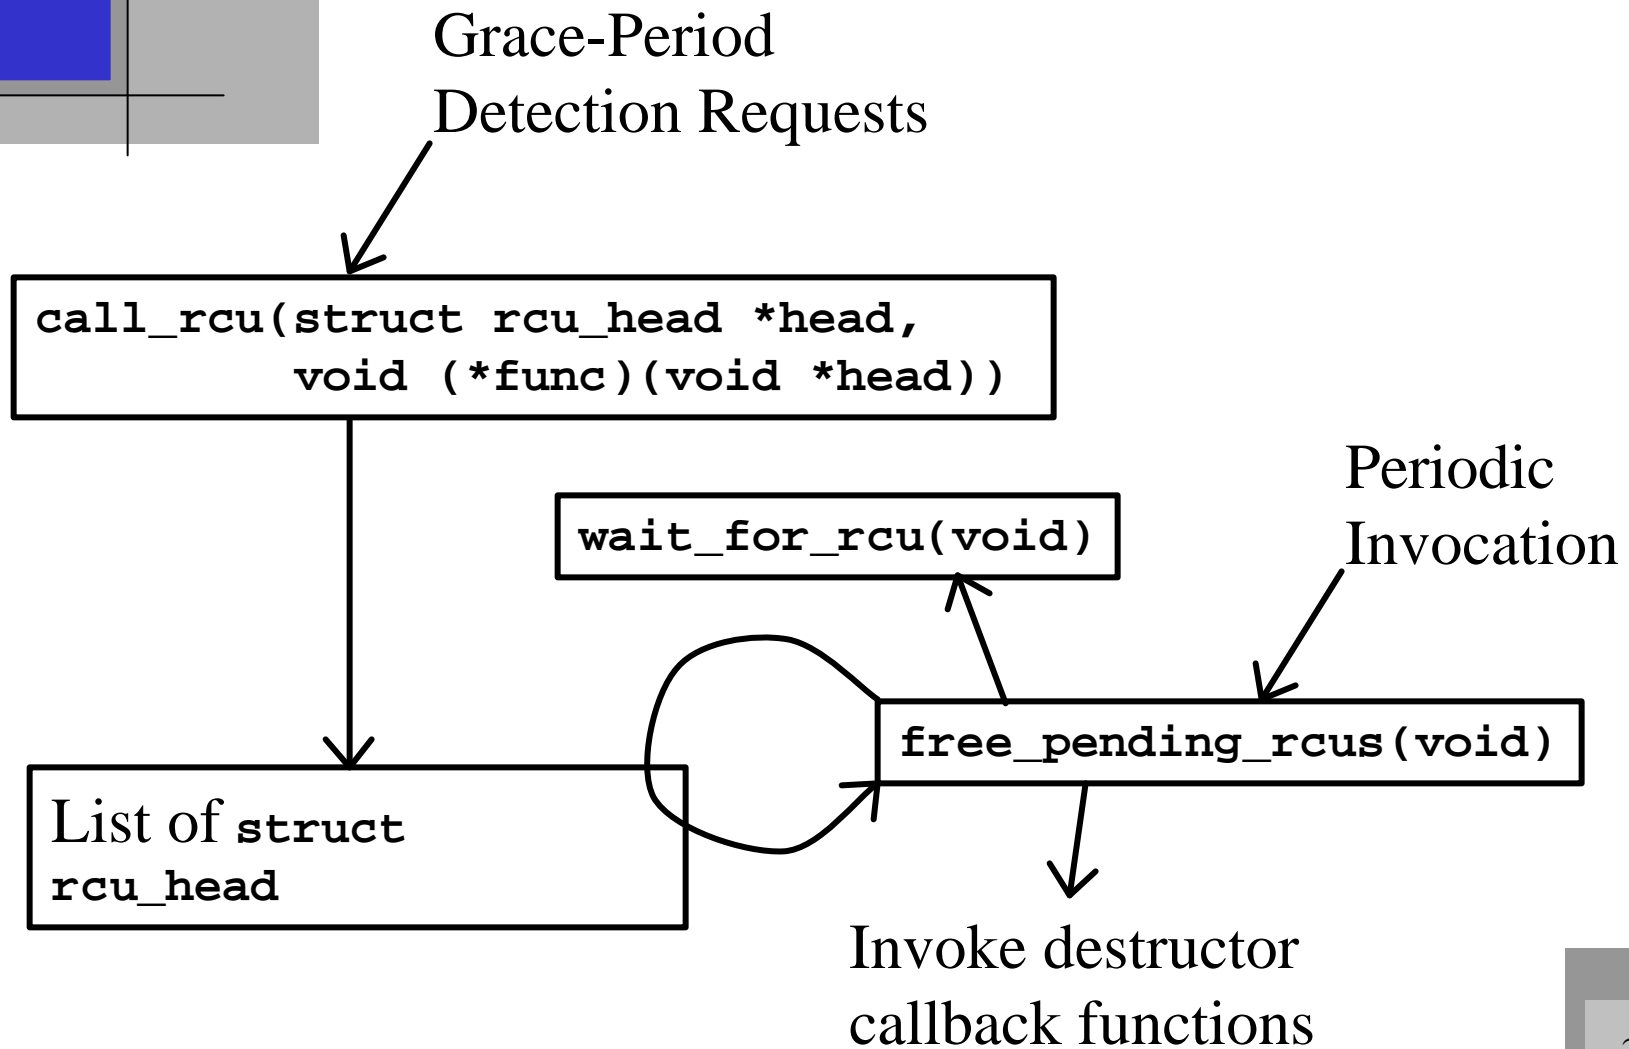 Grace-Period
Detection Requests
call_rcu(struct rcu_head *head,
void (*func)(void *head))
Periodic
Invocation
wait_for_rcu(void)
free_pending_rcus(void)
List of struct
rcu_head
Invoke destructor
callback functions